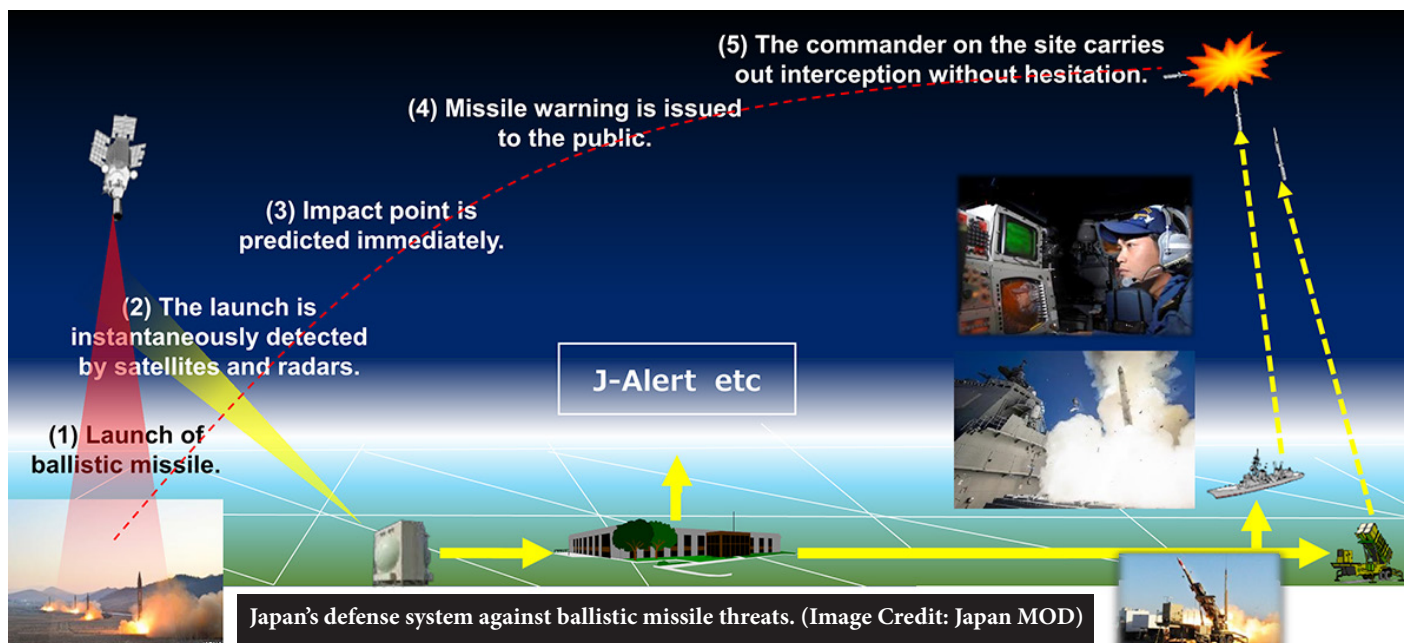 (5) The commander on the site carries
out interception without hesitation.
(4) Missile warning is issued
to the public.
(3) Impact point is
predicted immediately.
(2) The launch is
instantaneously detected
by satellites and radars.
(1) Launch of
ballistic missile.
J-Alert etc
Japan's defense system against ballistic missile threats. (Image Credit: Japan MOD)